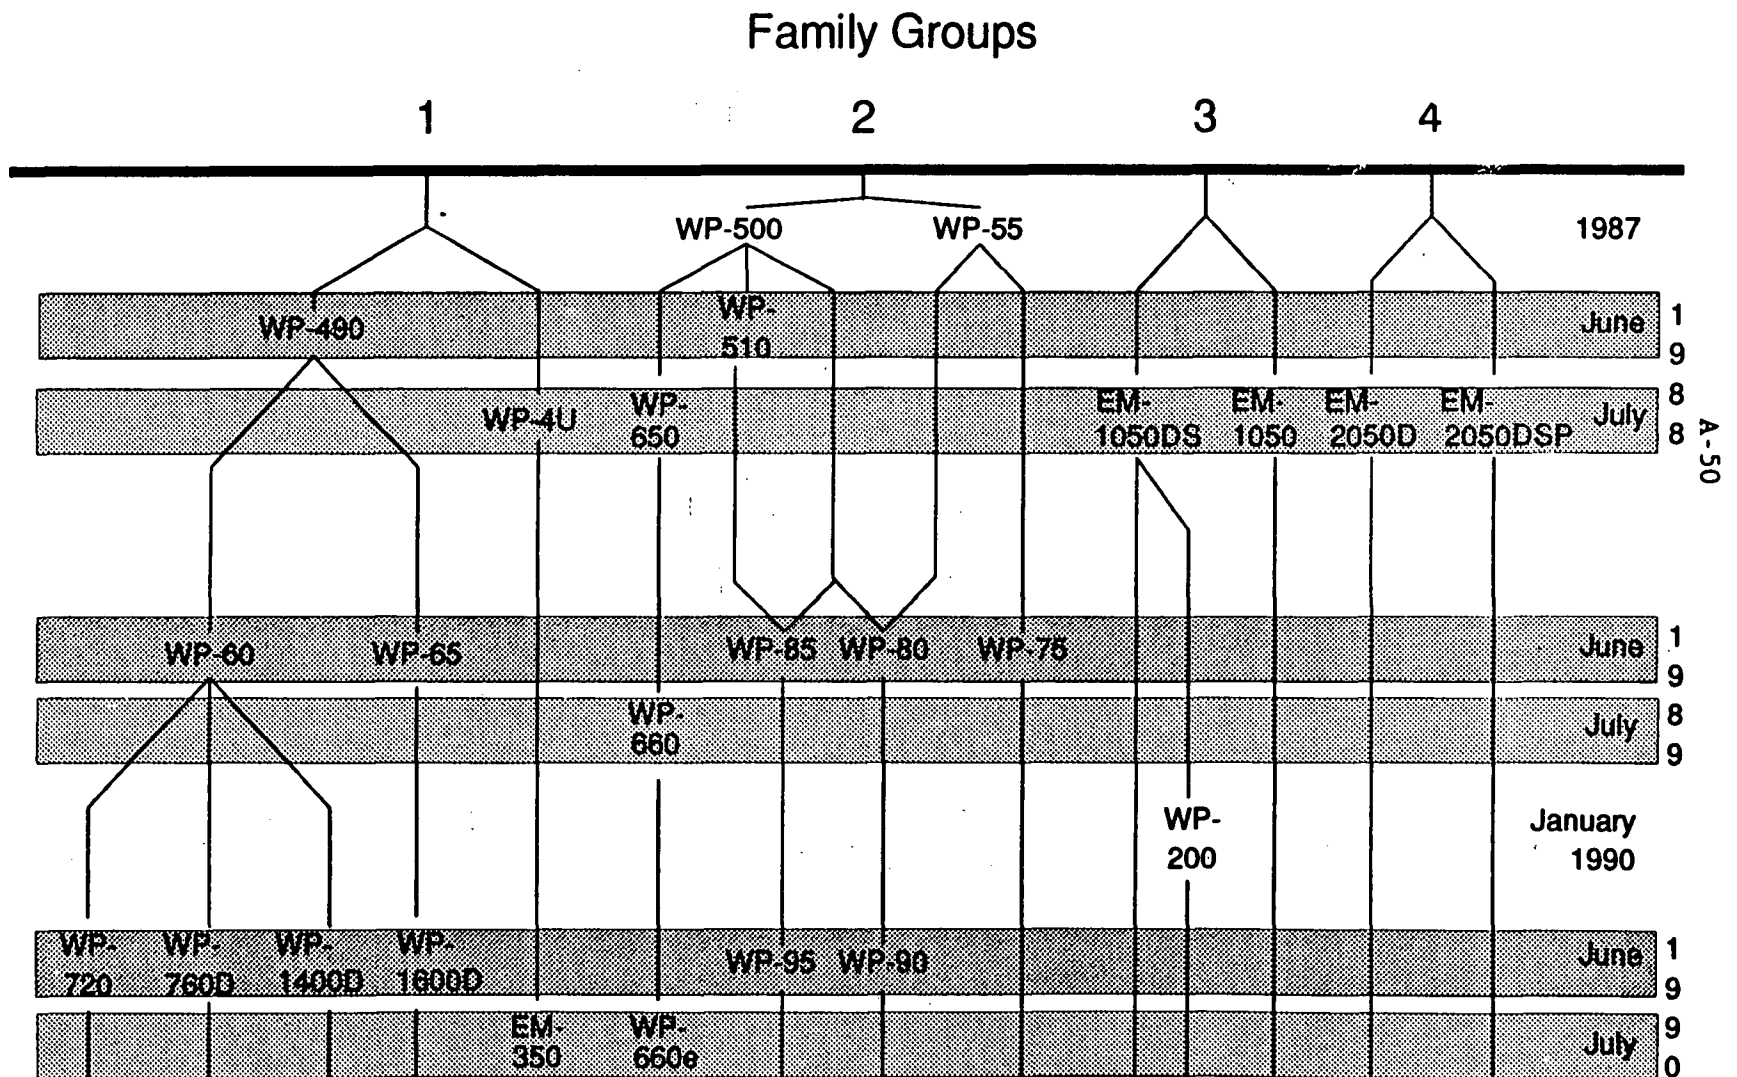 Family Groups
1 2 3 4
WP-500 WP-55 1987
WP-490 WP-
510 June 1
9
WP-4U WP-
650 EM-
1050DS EM-
1050 EM-
2050D EM-
2050DSP July 8
8
A-50
WP-60 WP-65 WP-85 WP-80 WP-75 June 1
9
WP-
660 July 8
9
WP-
200 January
1990
WP-
720 WP-
760D WP-
1400D WP-
1600D WP-95 WP-90 June 1
9
EM-
350 WP-
660e July 9
0